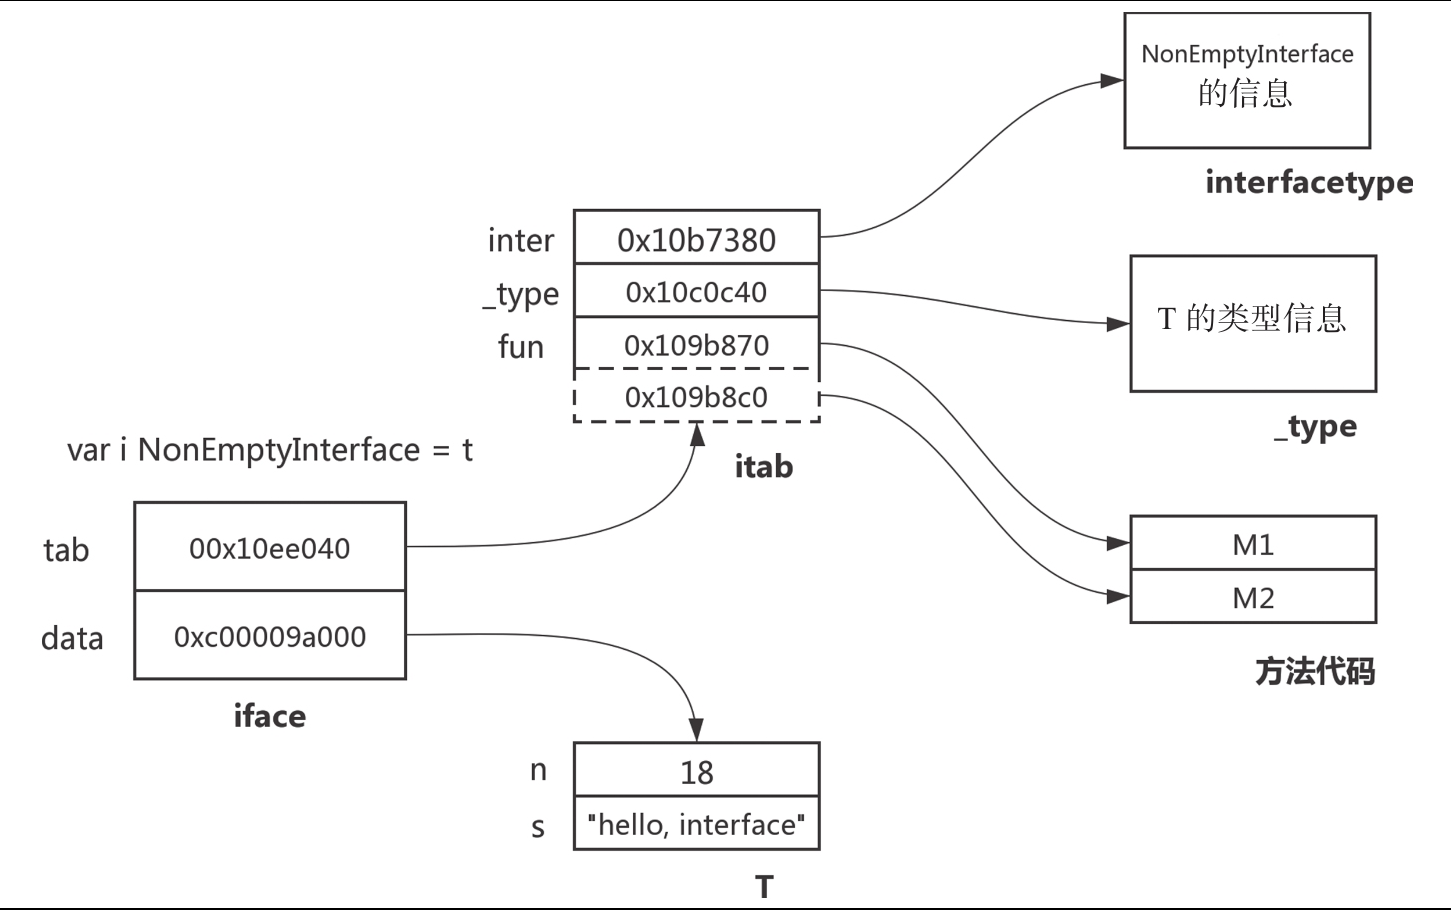 NonEmptyInterface
的信息
interfacetype
inter 0x10b7380
_type 0x10c0c40
fun 0x109b870
0x109b8c0
itab
T 的类型信息
_type
var i NonEmptyInterface = t
tab 00x10ee040
data 0xc00009a000
iface
M1
M2
方法代码
n 18
s "hello, interface"
T